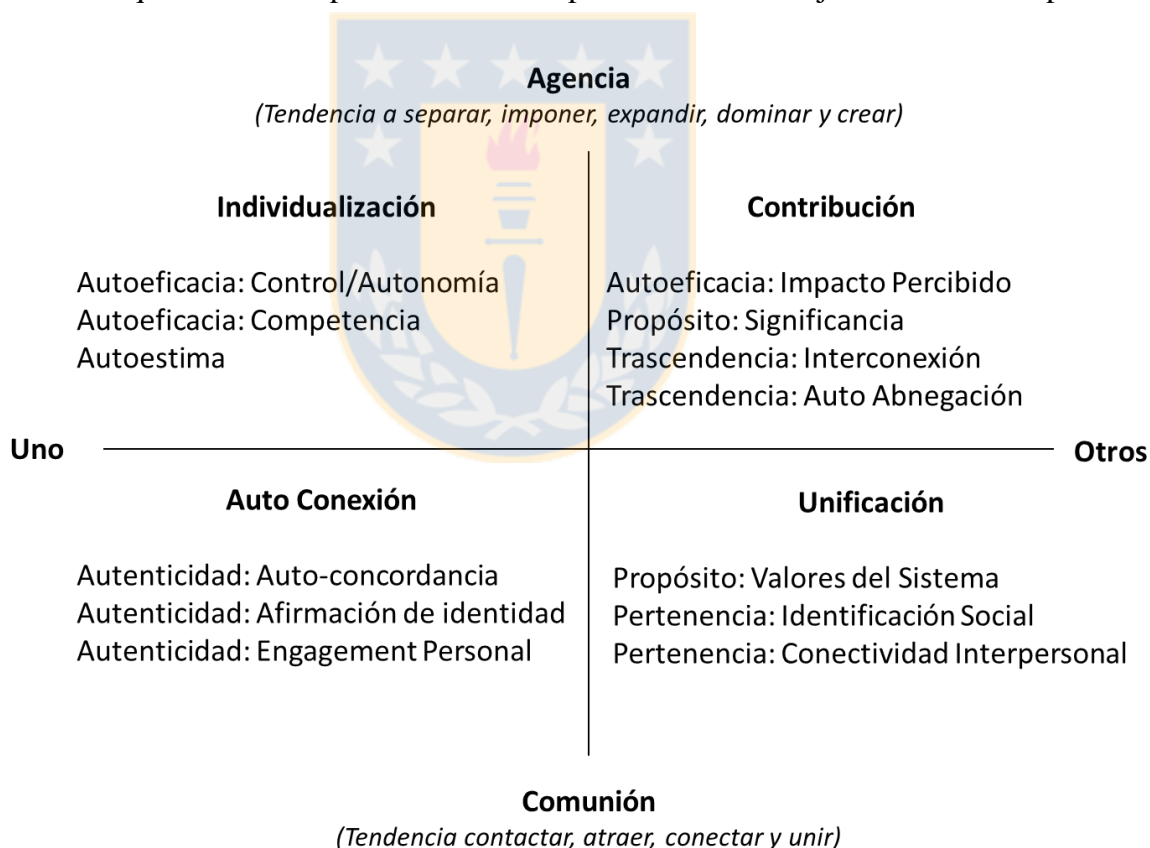 Agencia
(Tendencia a separar, imponer, expandir, dominar y crear)
Individualización
Autoeficacia: Control/Autonomía
Autoeficacia: Competencia
Autoestima
Contribución
Autoeficacia: Impacto Percibido
Propósito: Significancia
Trascendencia: Interconexión
Trascendencia: Auto Abnegación
Uno
Otros
Auto Conexión
Autenticidad: Auto-concordancia
Autenticidad: Afirmación de identidad
Autenticidad: Engagement Personal
Unificación
Propósito: Valores del Sistema
Pertenencia: Identificación Social
Pertenencia: Conectividad Interpersonal
Comunión
(Tendencia contactar, atraer, conectar y unir)